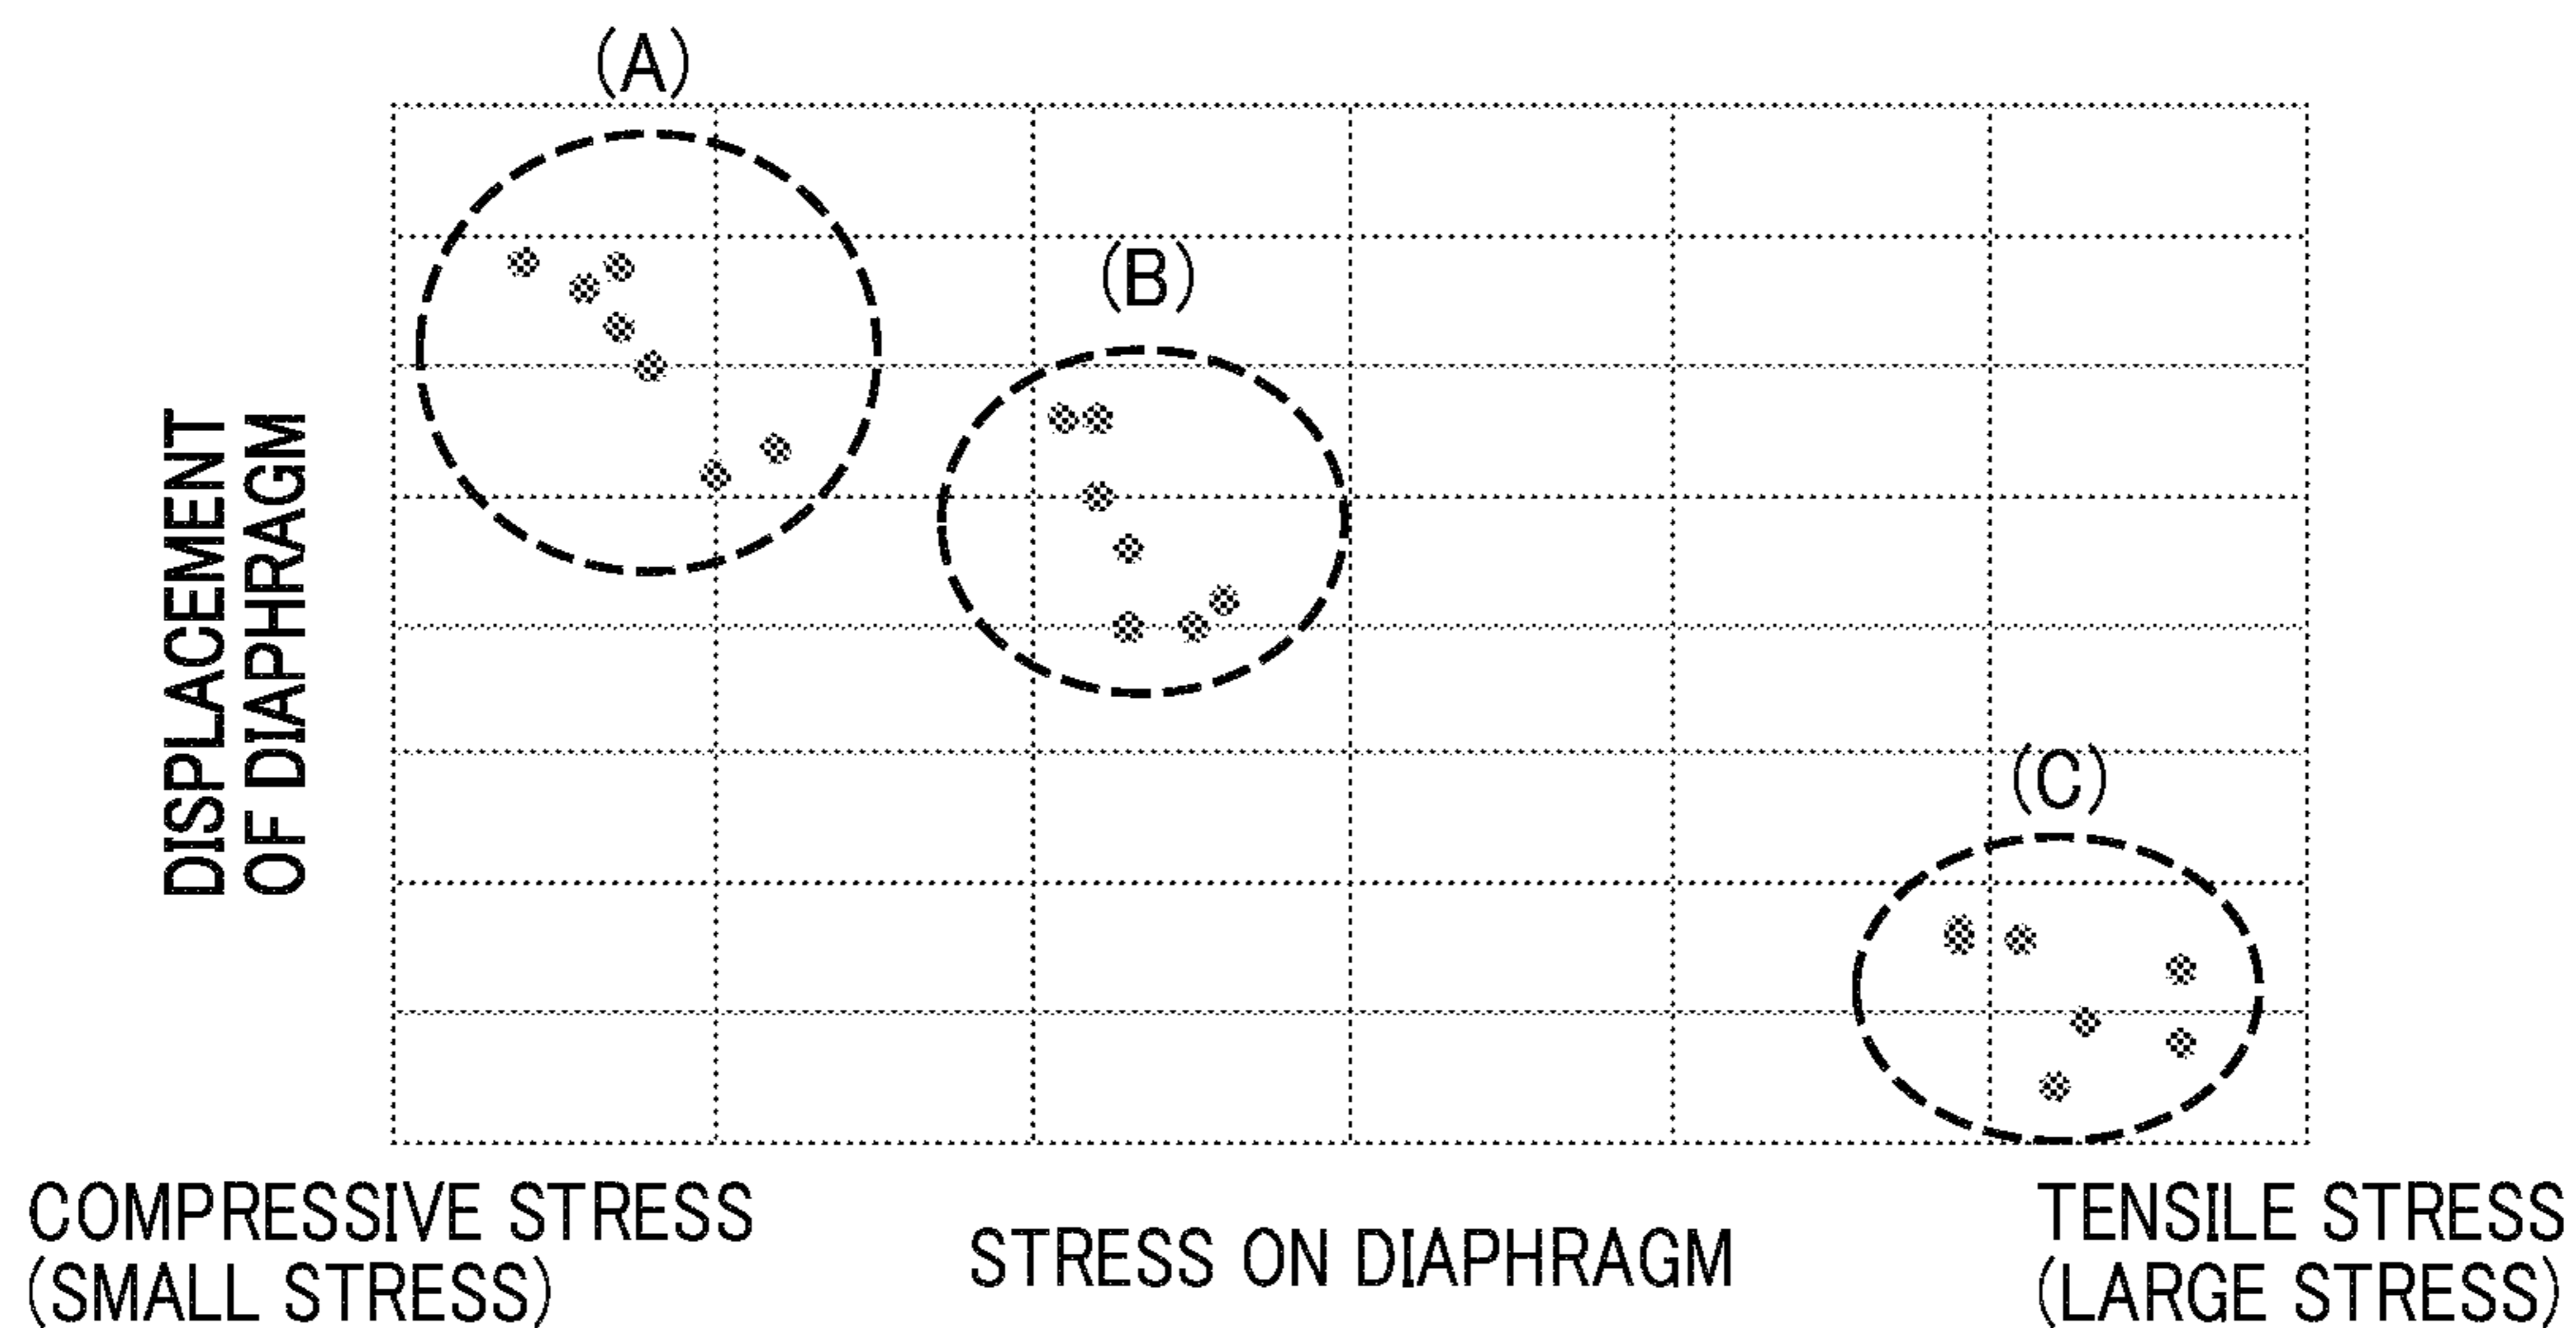 (A)
(B)
DISPLACEMENT
OF DIAPHRAGM
(C)
COMPRESSIVE STRESS
(SMALL STRESS)
STRESS ON DIAPHRAGM
TENSILE STRESS
(LARGE STRESS)